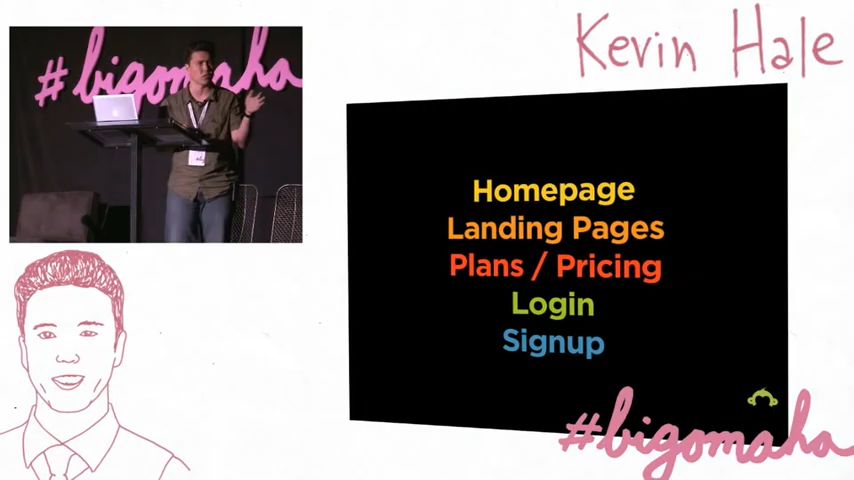 #bigomaha
Kevin Hale
Homepage
Landing Pages
Plans / Pricing
Login
Signup
#bigomaha